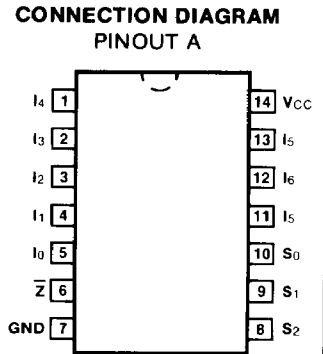 CONNECTION DIAGRAM
PINOUT A
I4 1 14 VCC
I3 2 13 I5
I2 3 12 I6
I1 4 11 I5
I0 5 10 S0
Z̅ 6 9 S1
GND 7 8 S2